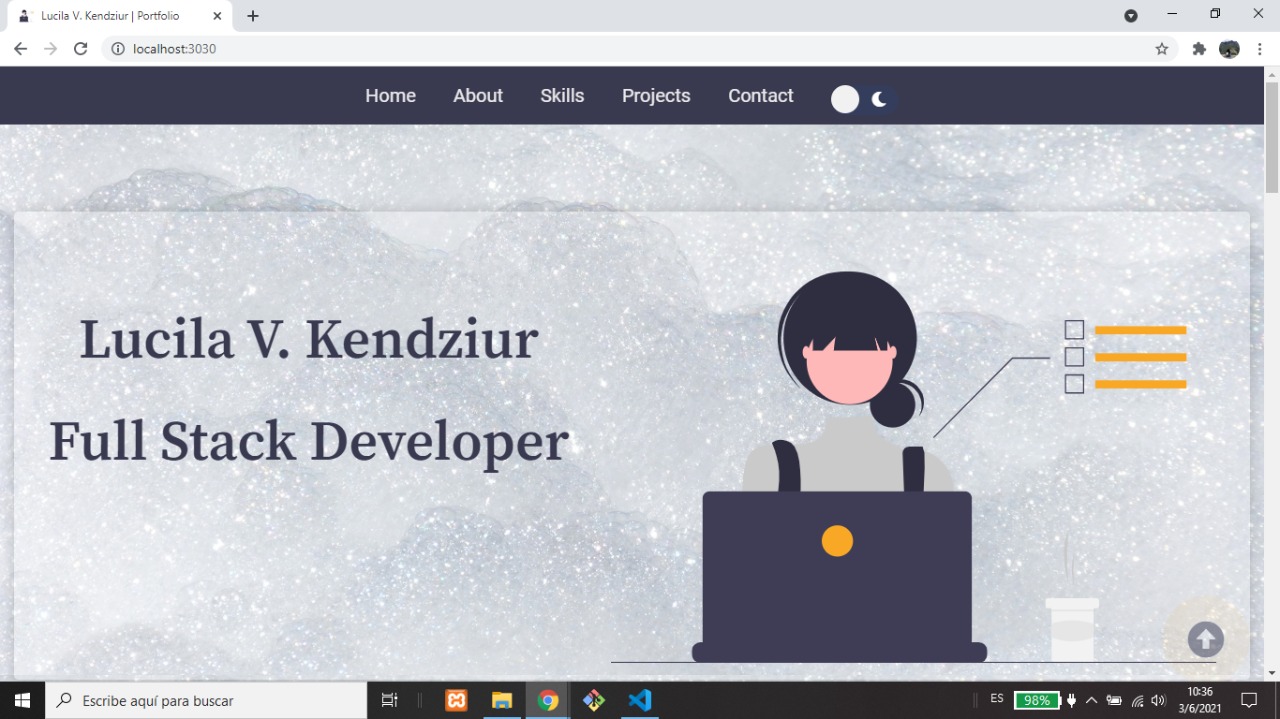 Lucila V. Kendziur | Portfolio
localhost:3030
Home About Skills Projects Contact
Lucila V. Kendziur
Full Stack Developer
Escribe aquí para buscar
ES
98%
10:36
3/6/2021